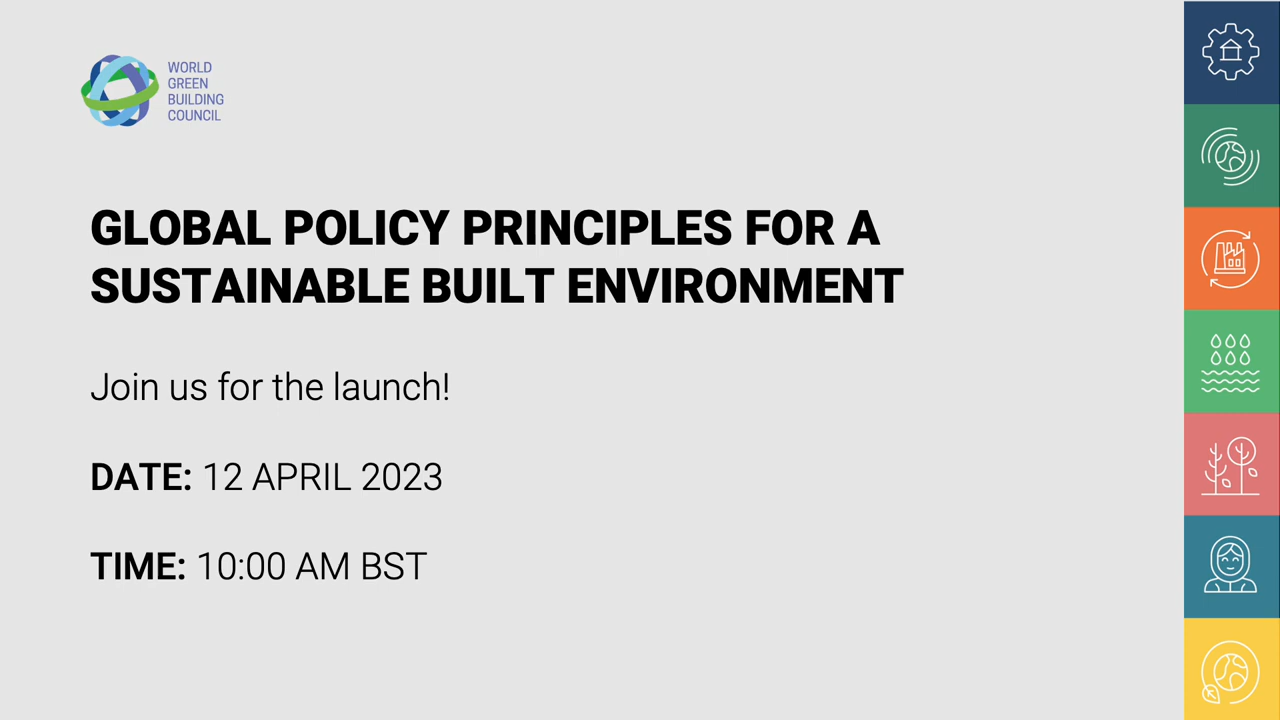 WORLD
GREEN
BUILDING
COUNCIL
GLOBAL POLICY PRINCIPLES FOR A
SUSTAINABLE BUILT ENVIRONMENT
Join us for the launch!
DATE: 12 APRIL 2023
TIME: 10:00 AM BST